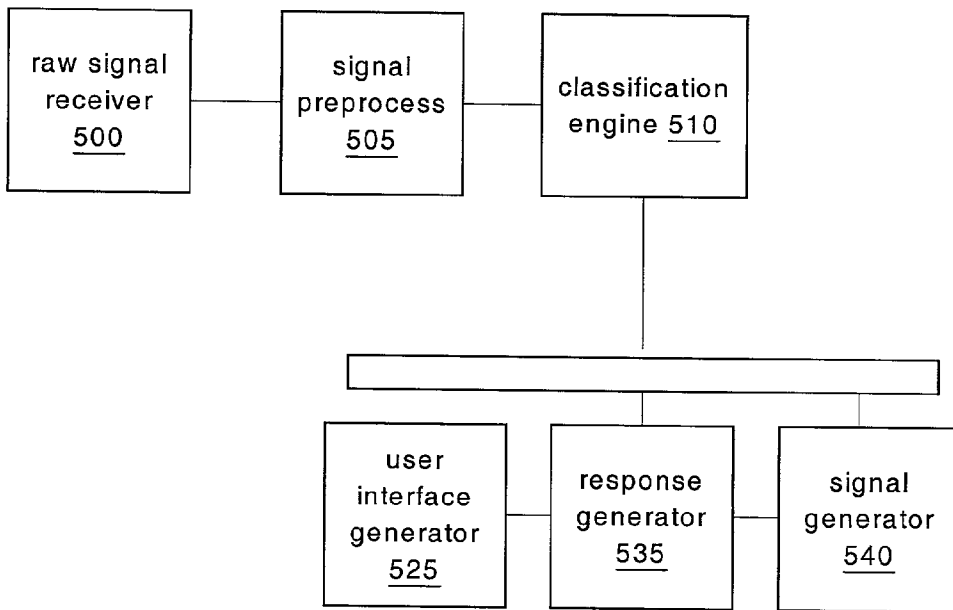 raw signal
receiver
500
signal
preprocess
505
classification
engine 510
user
interface
generator
525
response
generator
535
signal
generator
540